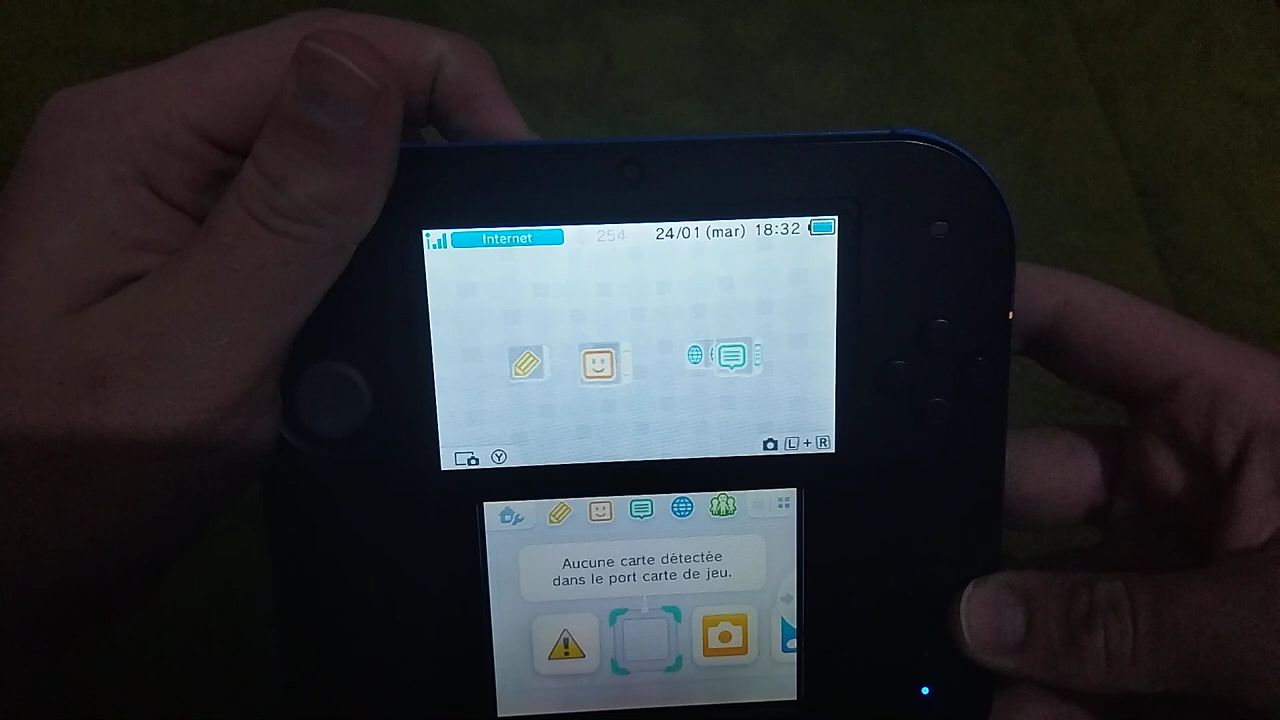 Internet 254 24/01 (mar) 18:32
Y L + R
Aucune carte détectée
dans le port carte de jeu.